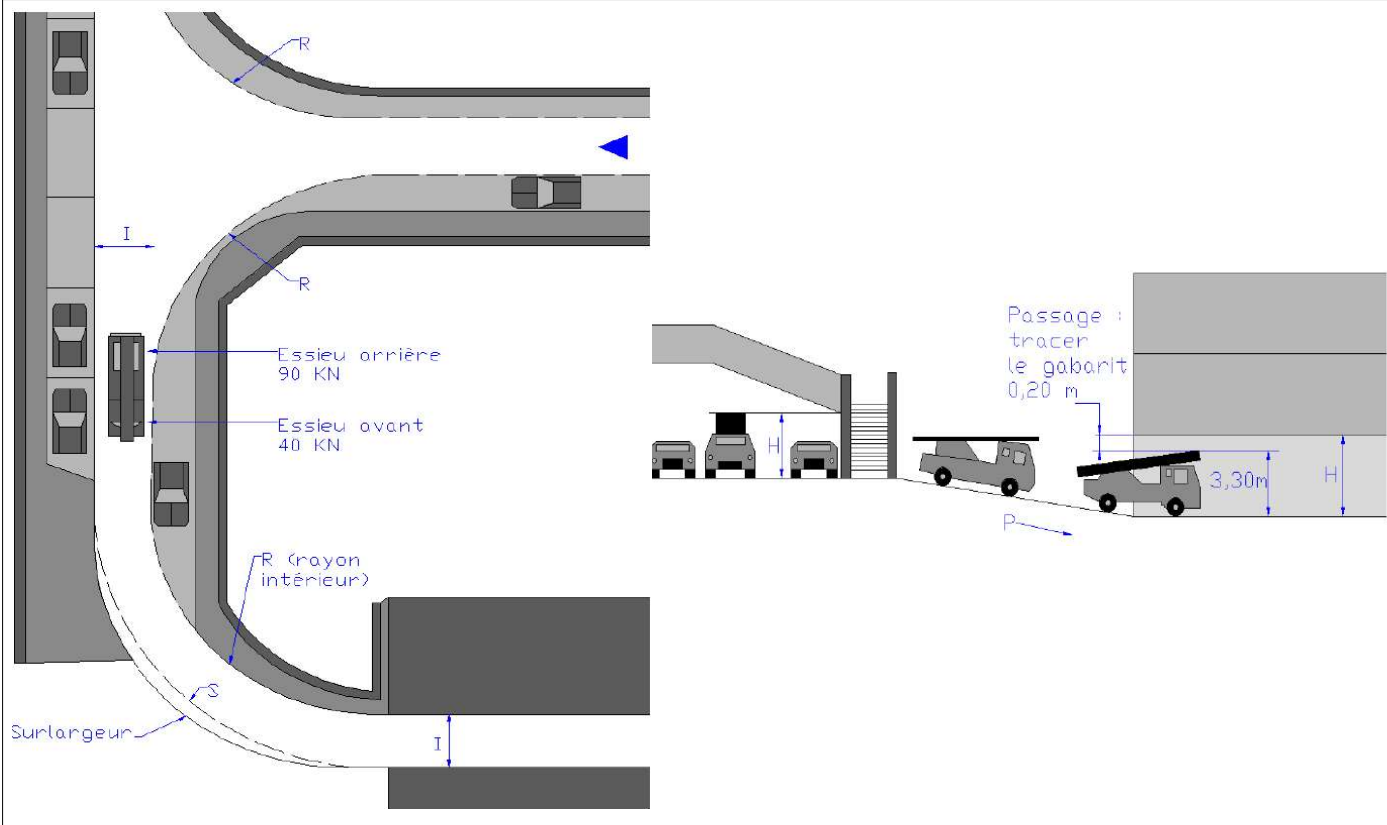 R
I
R
Essieu arrière
90 KN
Essieu avant
40 KN
R (rayon
intérieur)
S
Surlargeur
I
Passage :
tracer
le gabarit
0,20 m
H
3,30m
H
P